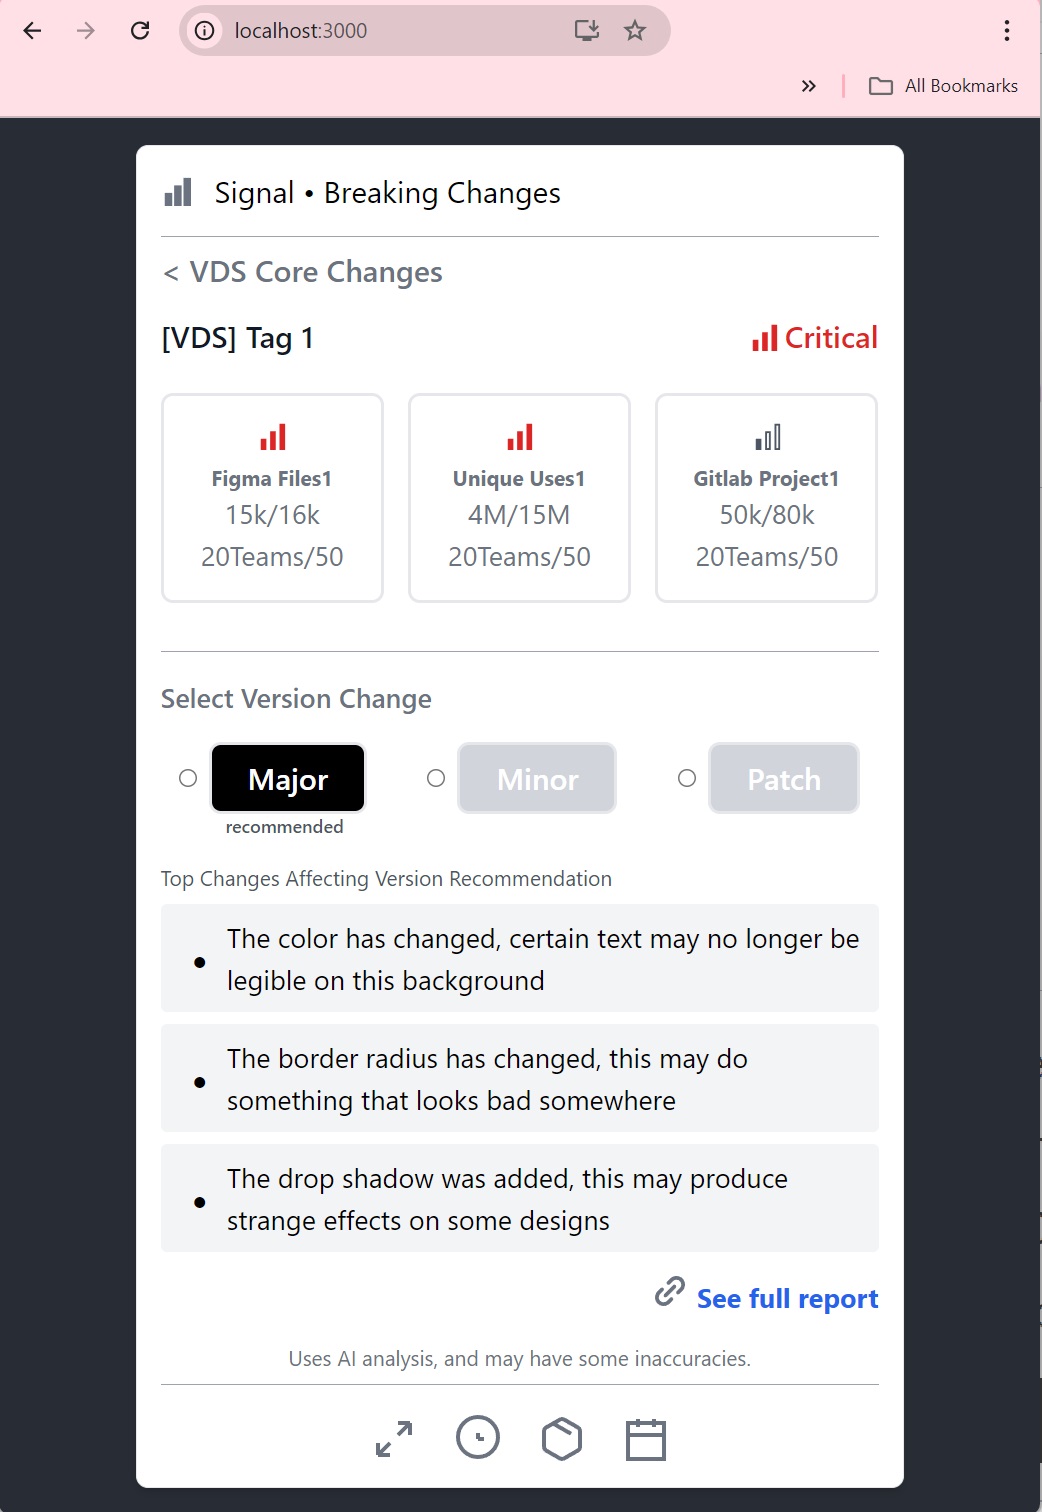 localhost:3000
All Bookmarks
Signal • Breaking Changes
< VDS Core Changes
[VDS] Tag 1
Critical
Figma Files1
15k/16k
20Teams/50
Unique Uses1
4M/15M
20Teams/50
Gitlab Project1
50k/80k
20Teams/50
Select Version Change
Major
recommended
Minor
Patch
Top Changes Affecting Version Recommendation
• The color has changed, certain text may no longer be
legible on this background
• The border radius has changed, this may do
something that looks bad somewhere
• The drop shadow was added, this may produce
strange effects on some designs
See full report
Uses AI analysis, and may have some inaccuracies.